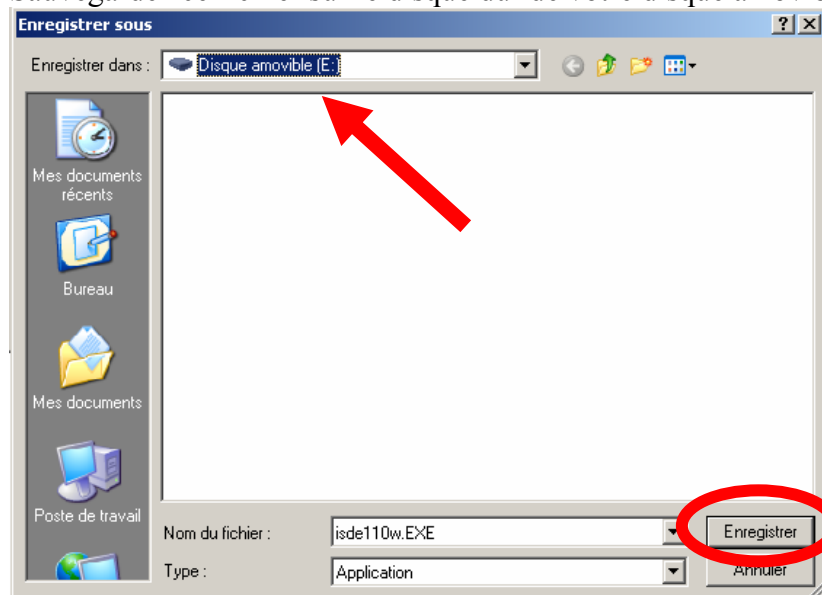 Enregistrer sous
Enregistrer dans : Disque amovible (E:)
Mes documents
récents
Bureau
Mes documents
Poste de travail
Nom du fichier : isde110w.EXE Enregistrer
Type : Application Annuler